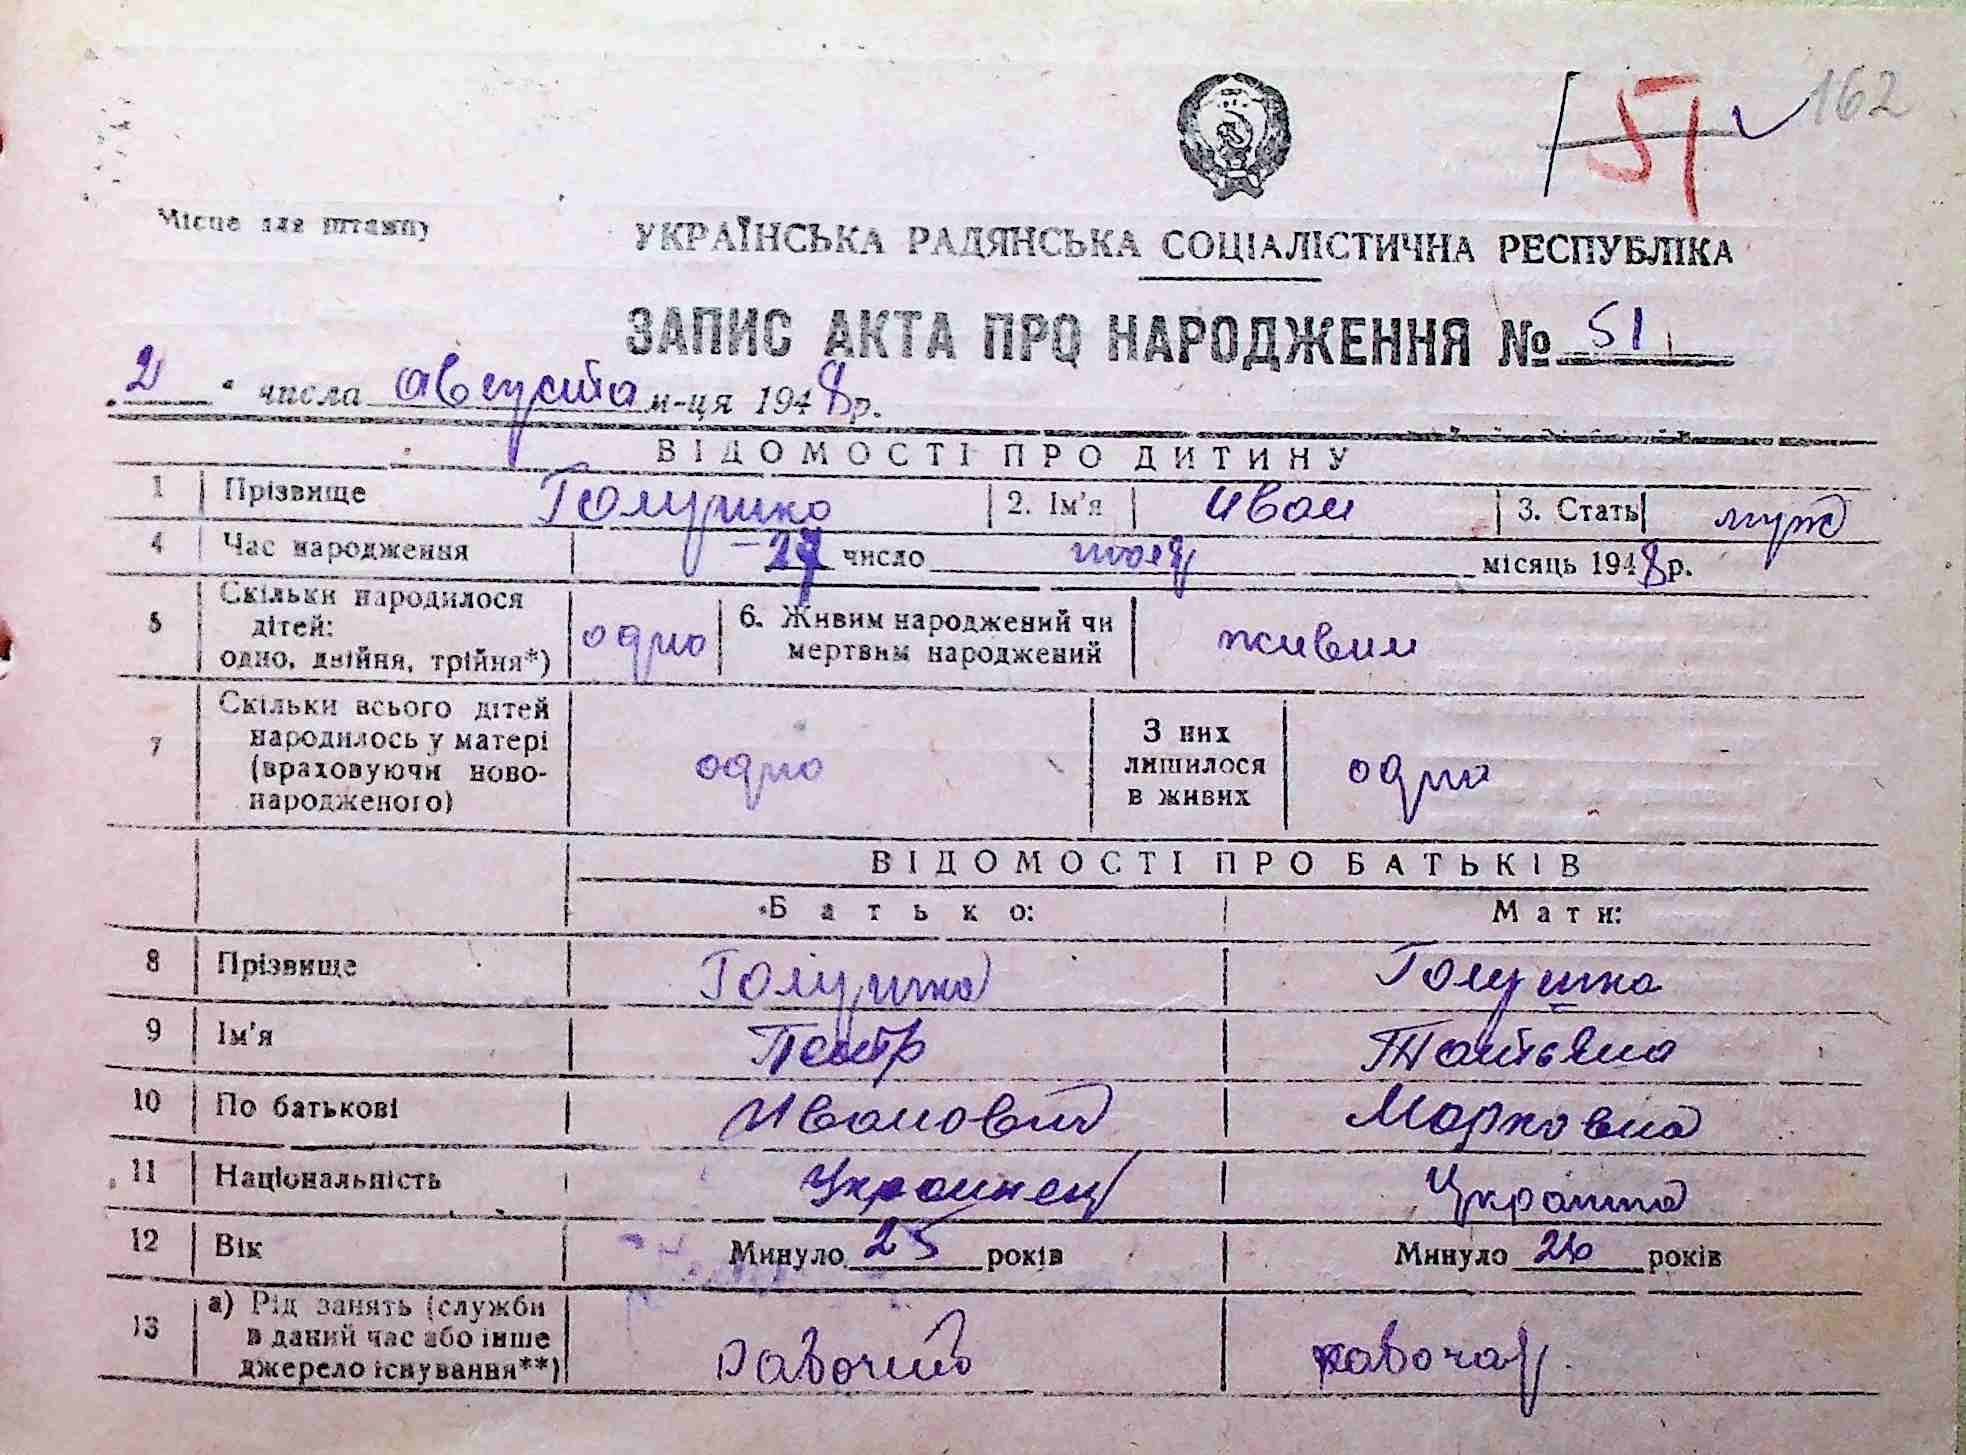 162
51
Місце для штампу
УКРАЇНСЬКА РАДЯНСЬКА СОЦІАЛІСТИЧНА РЕСПУБЛІКА
ЗАПИС АКТА ПРО НАРОДЖЕННЯ № 51
2 " числа августа м-ця 1948 р.
ВІДОМОСТІ ПРО ДИТИНУ
1 Прізвище Голушко 2. Ім'я Иван 3. Стать муж
4 Час народження 27 число июля місяць 1948 р.
5 Скільки народилося дітей: одно, двійня, трійня*) одно 6. Живим народжений чи мертвим народжений живим
7 Скільки всього дітей народилось у матері (враховуючи ново-народженого) одно З них лишилося в живих одно
ВІДОМОСТІ ПРО БАТЬКІВ
Батько: Мати:
8 Прізвище Голушко Голушко
9 Ім'я Петр Татьяна
10 По батькові Иванович Марковна
11 Національність Украинец Украинка
12 Вік Минуло 25 років Минуло років
13 а) Рід занять (служби в даний час або інше джерело існування**) рабочий рабочая